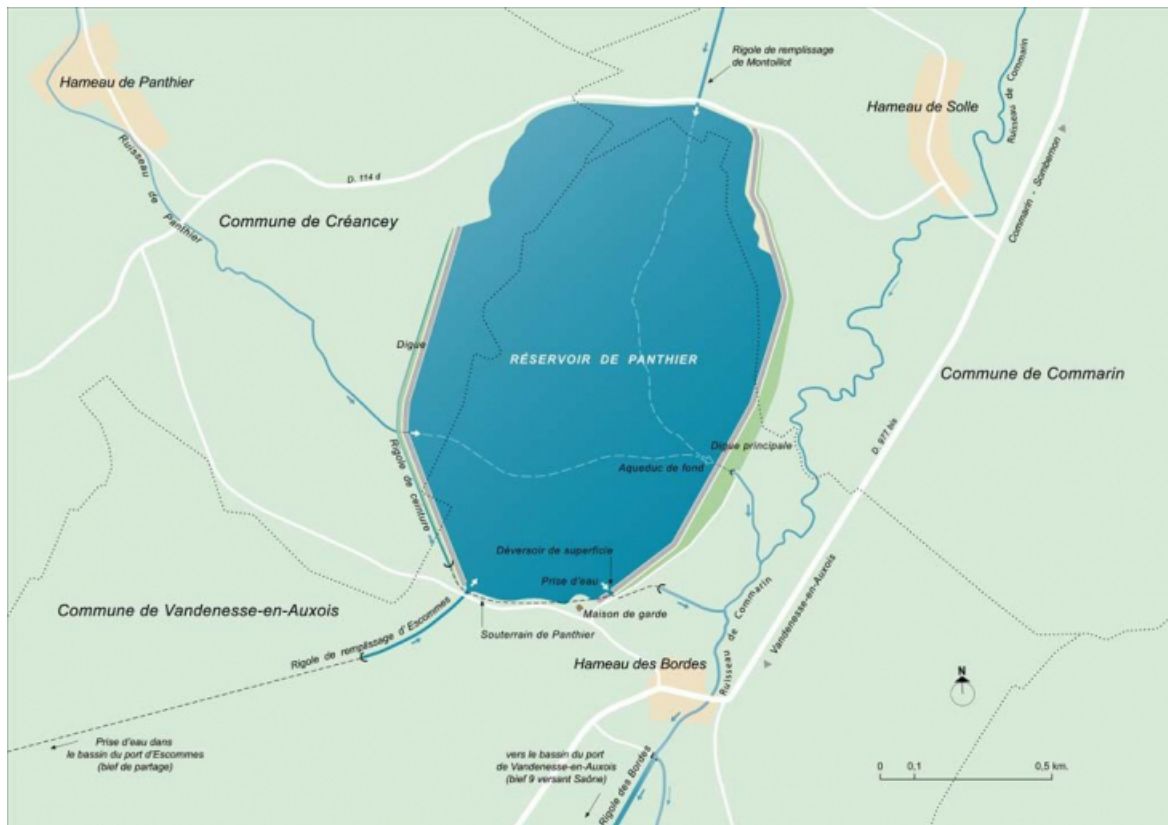 Rigole de remplissage
de Montoillot
Hameau de Panthier
Hameau de Solle
Ruisseau de Commarin
Ruisseau de Commarin
Ruisseau de Panthier
D. 114 d
Commarin - Sombernon
Commune de Créancey
Digue
RÉSERVOIR DE PANTHIER
Commune de Commarin
D. 977 bis
Digue principale
Aqueduc de fond
Rigole de ceinture
Déversoir de superficie
Prise d'eau
Maison de garde
Commune de Vandenesse-en-Auxois
Rigole de remplissage d'Escommes
Souterrain de Panthier
Ruisseau de Commarin
Vandenesse-en-Auxois
Hameau des Bordes
N
Prise d'eau dans
le bassin du port d'Escommes
(bief de partage)
vers le bassin du port
de Vandenesse-en-Auxois
(bief 9 versant Saône)
Rigole des Bordes
0 0,1 0,5 km.